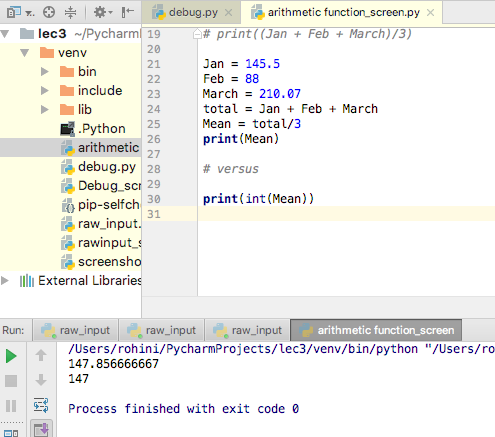 debug.py
arithmetic function_screen.py
lec3 ~/PycharmProjects/l
venv
bin
include
lib
.Python
arithmetic
debug.py
Debug_scr
pip-selfche
raw_input.
rawinput_s
screensho
External Libraries
19 # print((Jan + Feb + March)/3)
20
21 Jan = 145.5
22 Feb = 88
23 March = 210.07
24 total = Jan + Feb + March
25 Mean = total/3
26 print(Mean)
27
28 # versus
29
30 print(int(Mean))
31
Run: raw_input raw_input raw_input arithmetic function_screen
/Users/rohini/PycharmProjects/lec3/venv/bin/python "/Users/ro
147.856666667
147
Process finished with exit code 0